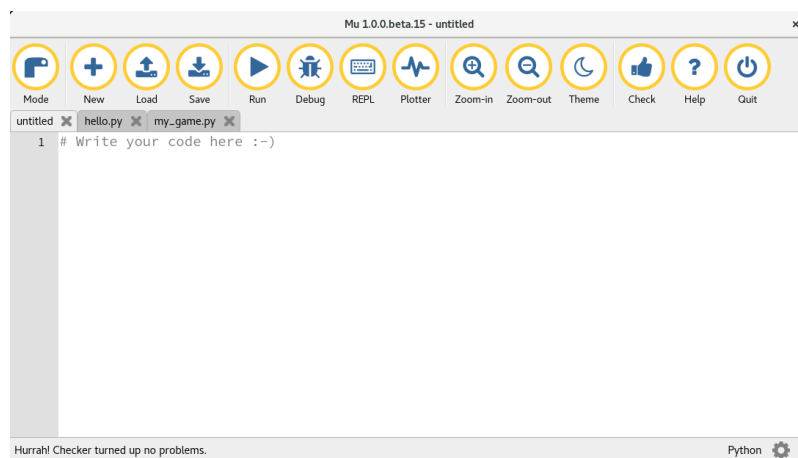 Mu 1.0.0.beta.15 - untitled
Mode New Load Save Run Debug REPL Plotter Zoom-in Zoom-out Theme Check Help Quit
untitled hello.py my_game.py
1 # Write your code here :-)
Hurrah! Checker turned up no problems. Python